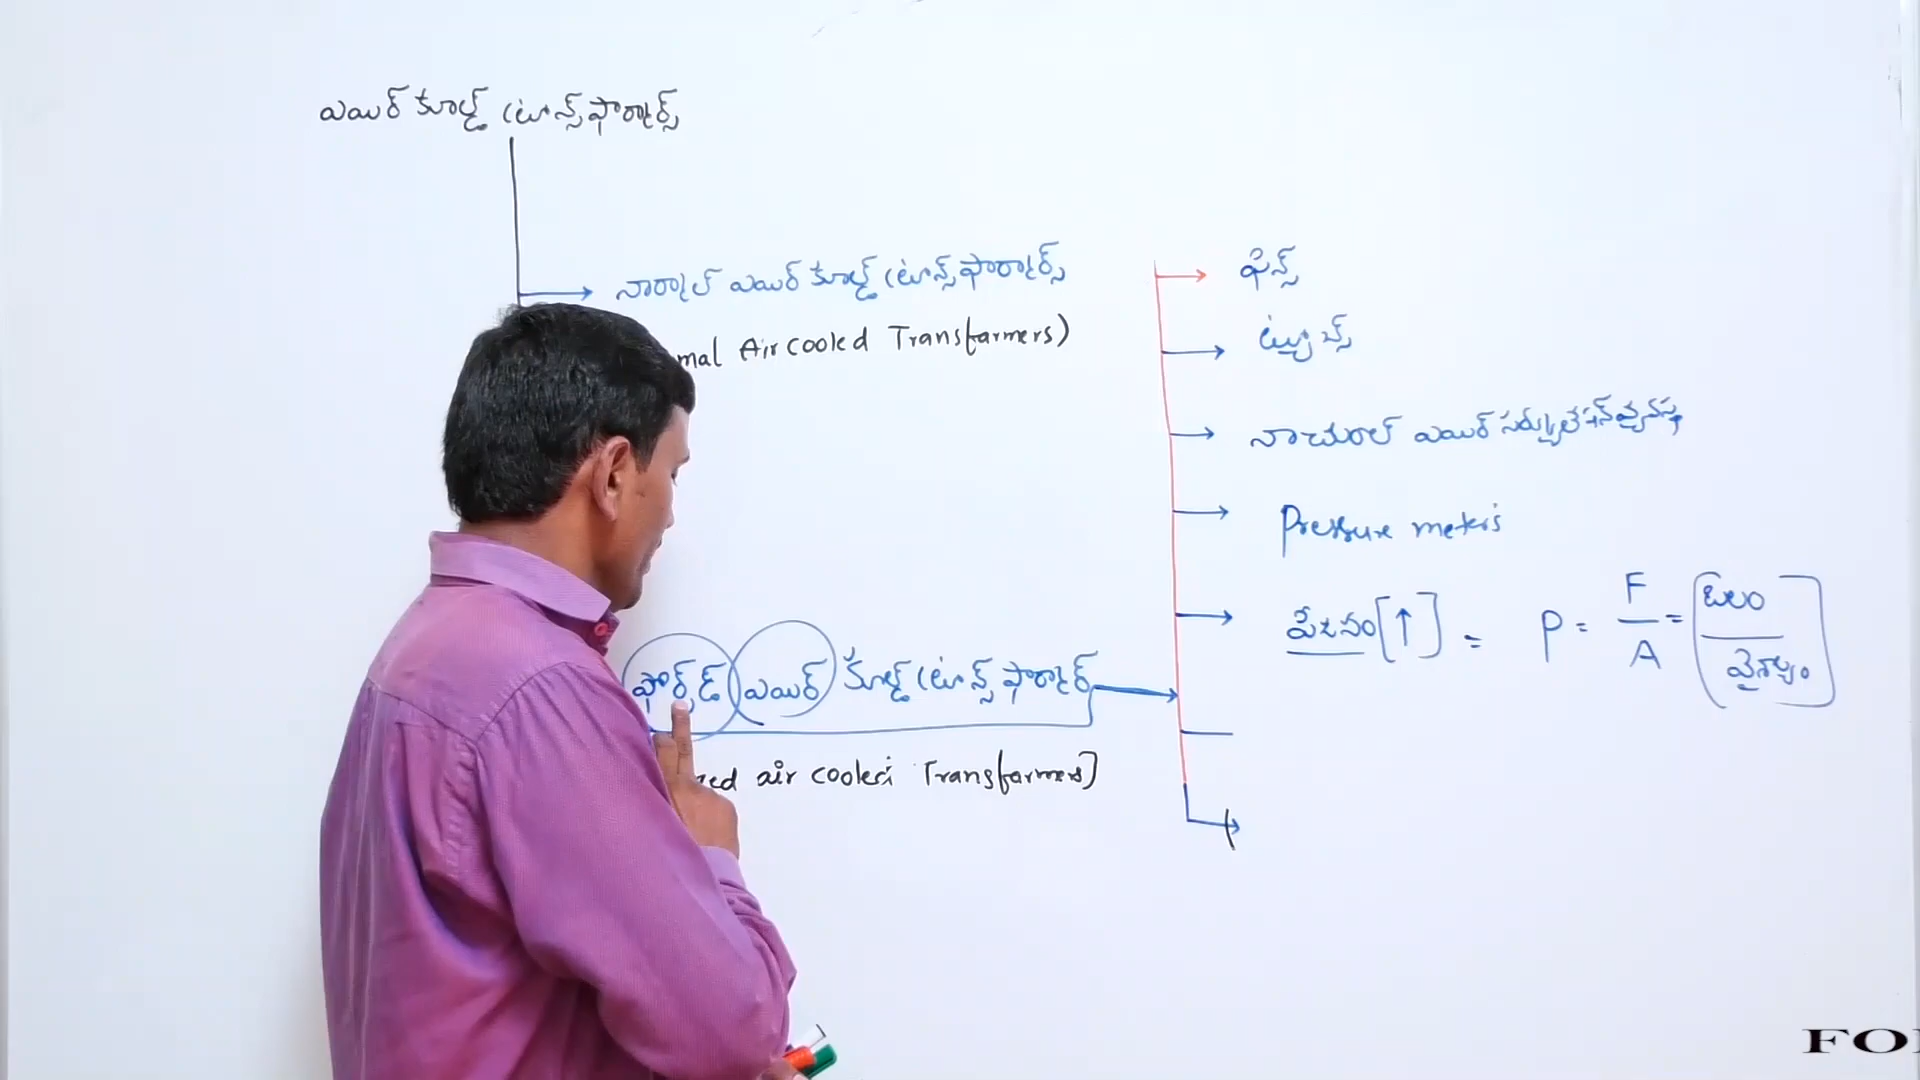 ఎయిర్ కూల్డ్ ట్రాన్స్ఫార్మర్స్
నార్మల్ ఎయిర్ కూల్డ్ ట్రాన్స్ఫార్మర్స్
mal Air cooled Transformers)
ఫిన్స్
ట్యూబ్స్
నాచురల్ ఎయిర్ సర్క్యులేషన్ వ్యవస్థ
Pressure meters
పీడనం [↑] = P = F/A = [బలం/వైశాల్యం]
ఫోర్స్డ్ ఎయిర్ కూల్డ్ ట్రాన్స్ఫార్మర్
ced air cooled Transformers]
FO